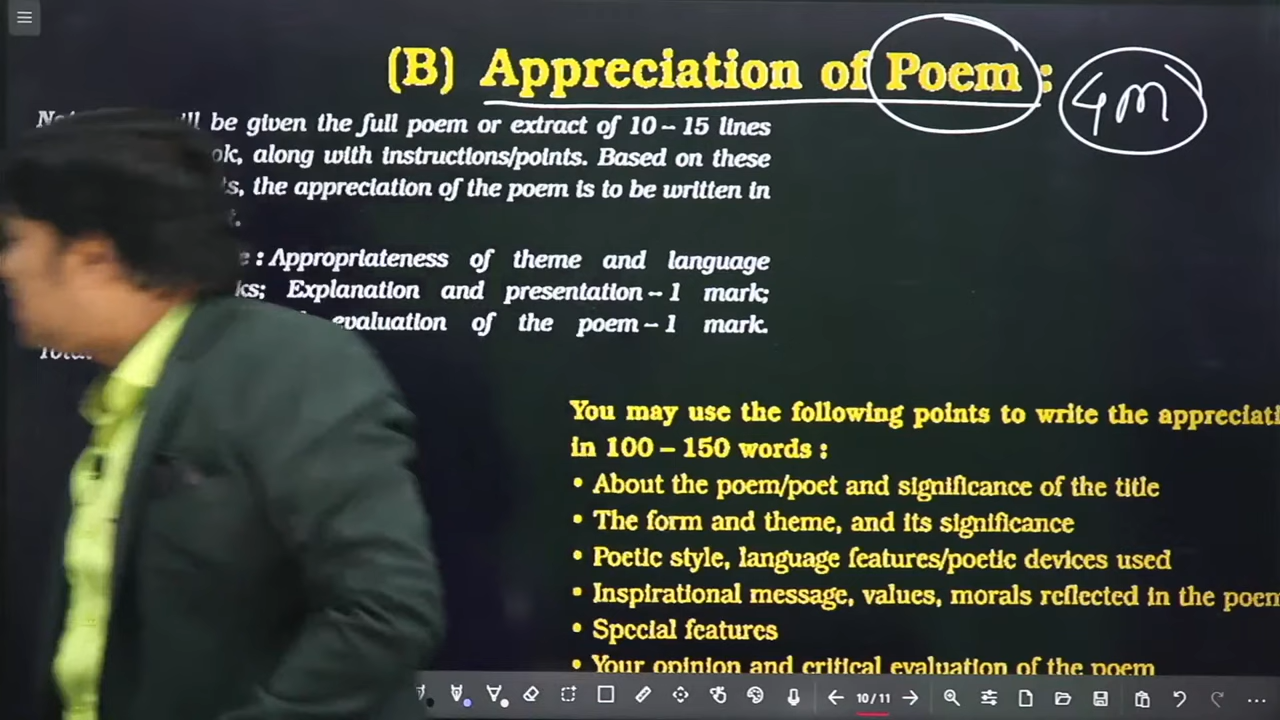 (B) Appreciation of Poem :
4m
be given the full poem or extract of 10 – 15 lines
ok, along with instructions/points. Based on these
the appreciation of the poem is to be written in
: Appropriateness of theme and language
ks; Explanation and presentation – 1 mark;
evaluation of the poem – 1 mark.
You may use the following points to write the appreciati
in 100 – 150 words :
• About the poem/poet and significance of the title
• The form and theme, and its significance
• Poetic style, language features/poetic devices used
• Inspirational message, values, morals reflected in the poem
• Special features
• Your opinion and critical evaluation of the poem
10/11